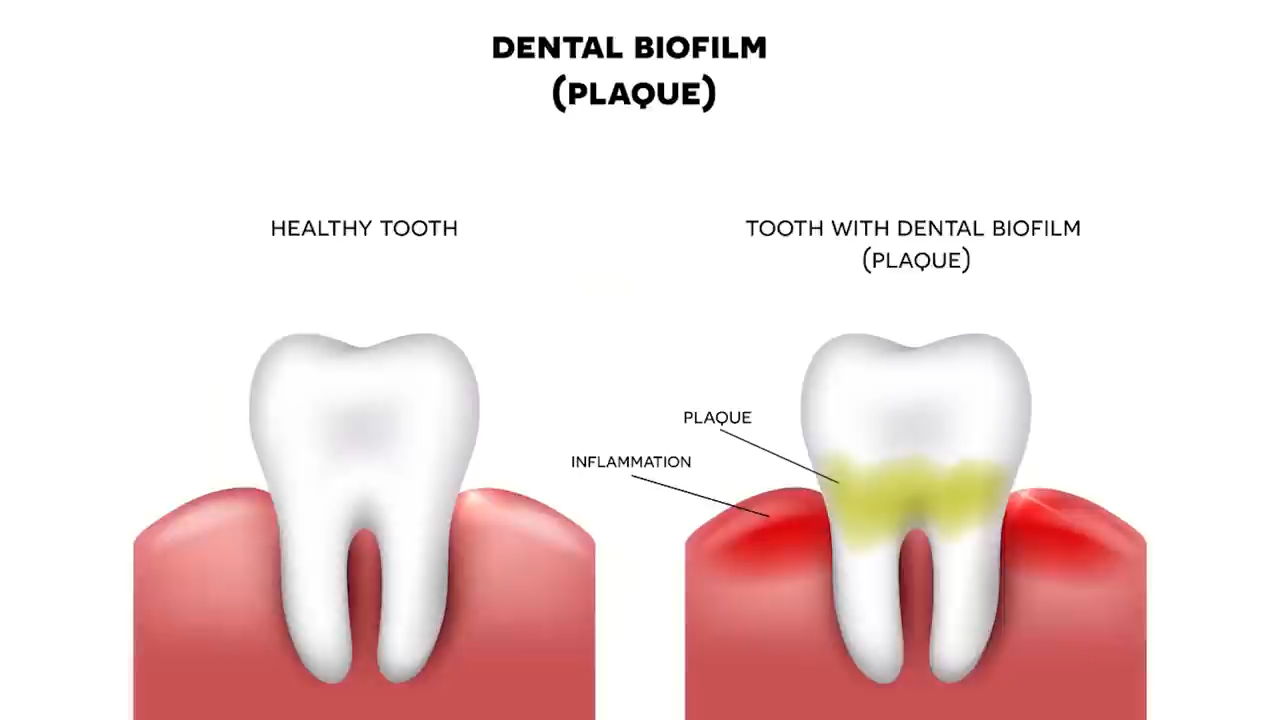 DENTAL BIOFILM
(PLAQUE)
HEALTHY TOOTH
TOOTH WITH DENTAL BIOFILM
(PLAQUE)
PLAQUE
INFLAMMATION